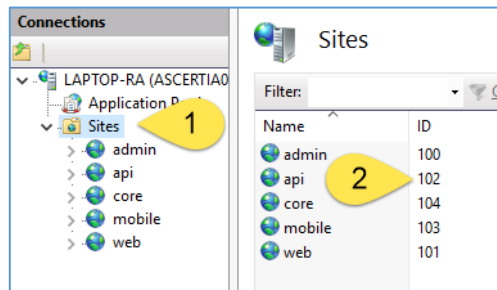 Connections
LAPTOP-RA (ASCERTIA0
Application
Sites
1
admin
api
core
mobile
web
Sites
Filter:
Name
ID
admin
100
api
2
102
core
104
mobile
103
web
101